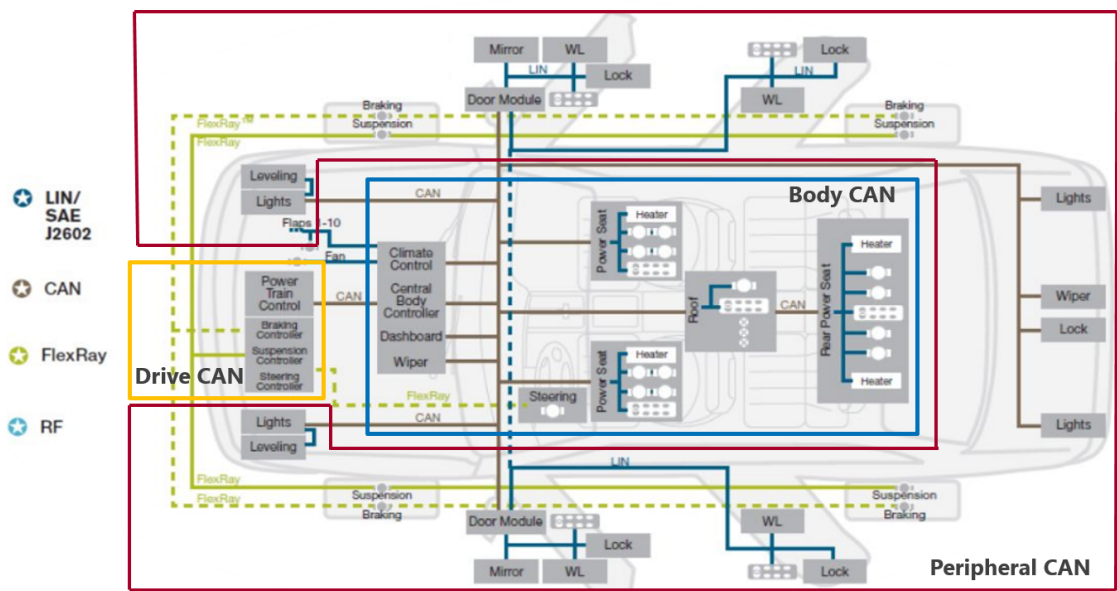 Mirror
WL
LIN
Lock
Door Module
Lock
LIN
WL
Braking
Suspension
FlexRay™
FlexRay
Braking
Suspension
Leveling
Lights
CAN
Body CAN
Lights
LIN/
SAE
J2602
Flaps 1-10
Fan
Climate
Control
Central
Body
Controller
Dashboard
Wiper
Power Seat
Heater
Rear Power Seat
Heater
Heater
Roof
CAN
CAN
Power
Train
Control
CAN
Braking
Controller
Suspension
Controller
Steering
Controller
Drive CAN
FlexRay
Wiper
Lock
FlexRay
RF
Power Seat
Heater
Steering
Lights
Leveling
CAN
Lights
LIN
FlexRay
FlexRay
Suspension
Braking
Suspension
Braking
Door Module
Mirror
WL
Lock
WL
Lock
Peripheral CAN